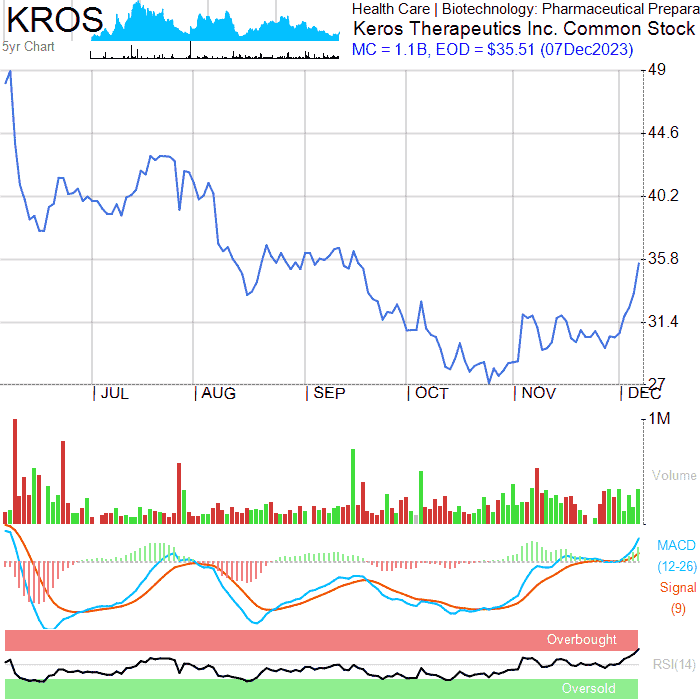 KROS
5yr Chart
Health Care | Biotechnology: Pharmaceutical Prepara
Keros Therapeutics Inc. Common Stock
MC = 1.1B, EOD = $35.51 (07Dec2023)
49
44.6
40.2
35.8
31.4
27
JUL AUG SEP OCT NOV DEC
1M
Volume
MACD
(12-26)
Signal
(9)
Overbought
RSI(14)
Oversold